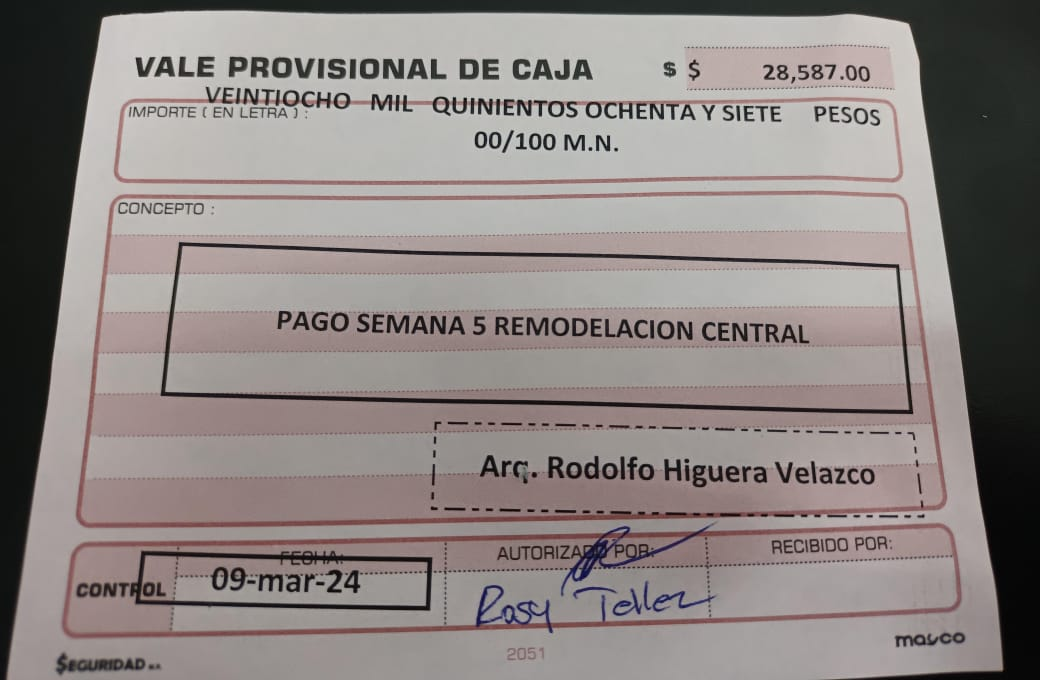 VALE PROVISIONAL DE CAJA $ $ 28,587.00
VEINTIOCHO MIL QUINIENTOS OCHENTA Y SIETE PESOS
IMPORTE ( EN LETRA ) :
00/100 M.N.
CONCEPTO :
PAGO SEMANA 5 REMODELACION CENTRAL
Arq. Rodolfo Higuera Velazco
FECHA: AUTORIZADO POR: RECIBIDO POR:
CONTROL 09-mar-24
Rosy Tellez
$EGURIDAD 2051 masco